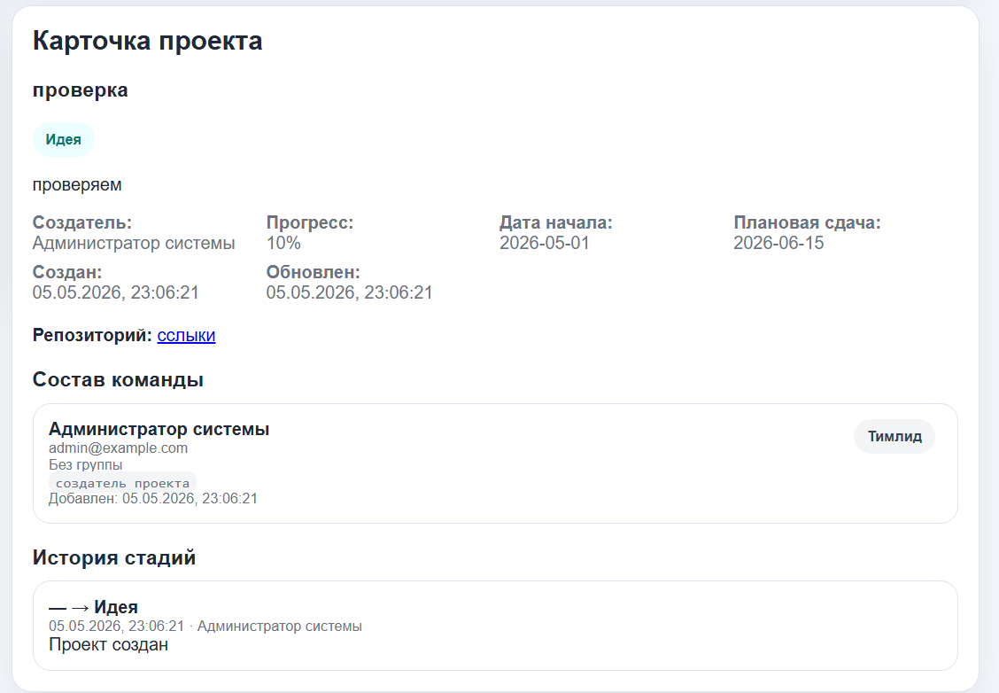 Карточка проекта
проверка
Идея
проверяем
Создатель: Прогресс: Дата начала: Плановая сдача:
Администратор системы 10% 2026-05-01 2026-06-15
Создан: Обновлен:
05.05.2026, 23:06:21 05.05.2026, 23:06:21
Репозиторий: сслыки
Состав команды
Администратор системы Тимлид
admin@example.com
Без группы
создатель проекта
Добавлен: 05.05.2026, 23:06:21
История стадий
— → Идея
05.05.2026, 23:06:21 · Администратор системы
Проект создан